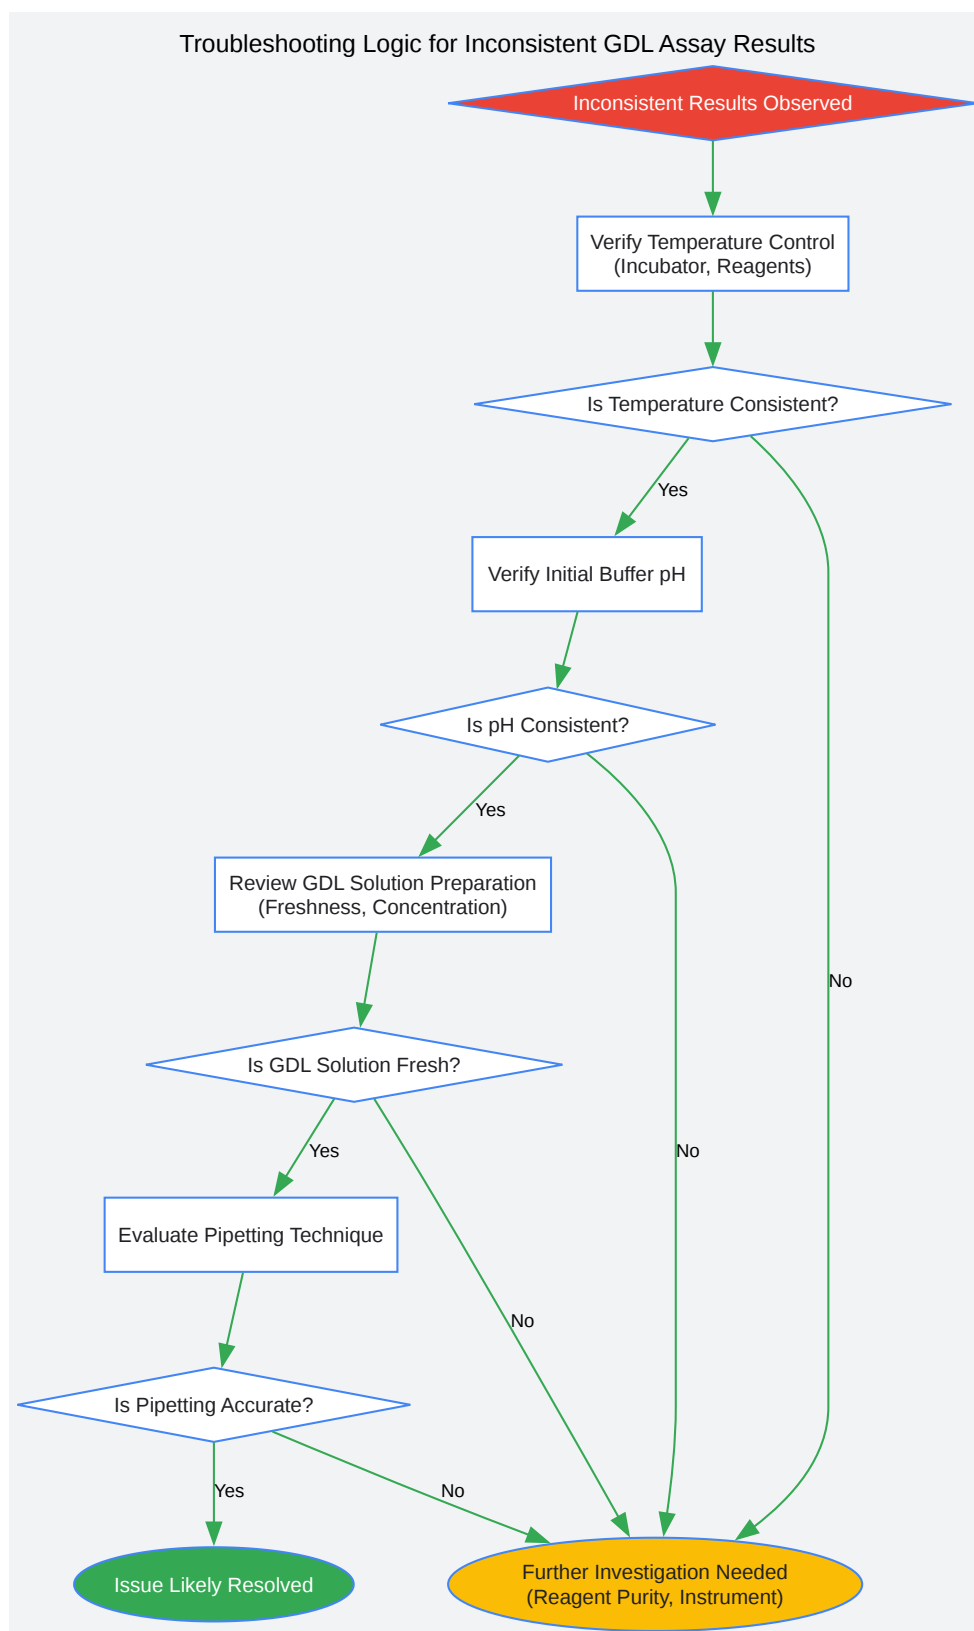 Troubleshooting Logic for Inconsistent GDL Assay Results
Inconsistent Results Observed
Verify Temperature Control
(Incubator, Reagents)
Is Temperature Consistent?
Yes
Verify Initial Buffer pH
Is pH Consistent?
Yes
Review GDL Solution Preparation
(Freshness, Concentration)
No
Is GDL Solution Fresh?
Yes
No
Evaluate Pipetting Technique
No
Is Pipetting Accurate?
Yes
No
Issue Likely Resolved
Further Investigation Needed
(Reagent Purity, Instrument)